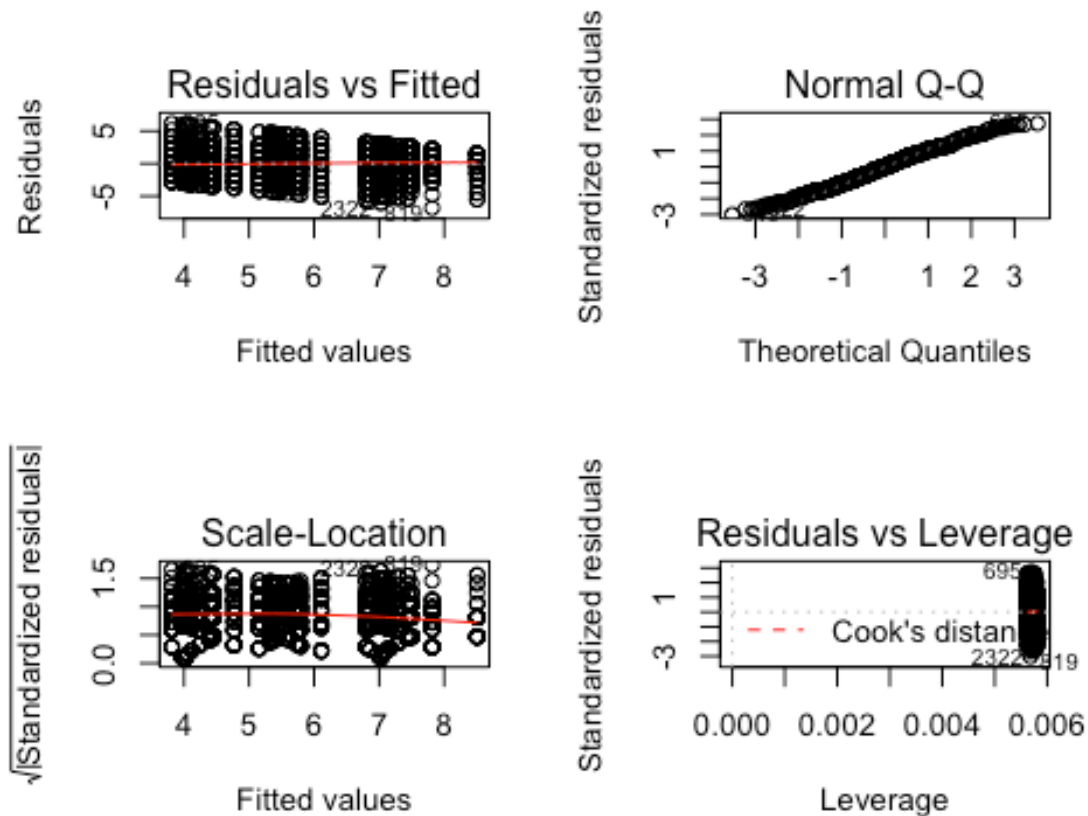 Residuals vs Fitted
Residuals
5
-5
2322
819
4 5 6 7 8
Fitted values
Normal Q-Q
Standardized residuals
1
-3
-3 -1 1 2 3
Theoretical Quantiles
Scale-Location
√|Standardized residuals|
1.5
0.0
819
4 5 6 7 8
Fitted values
Residuals vs Leverage
Standardized residuals
1
-3
695
Cook's distan
2322
819
0.000 0.002 0.004 0.006
Leverage